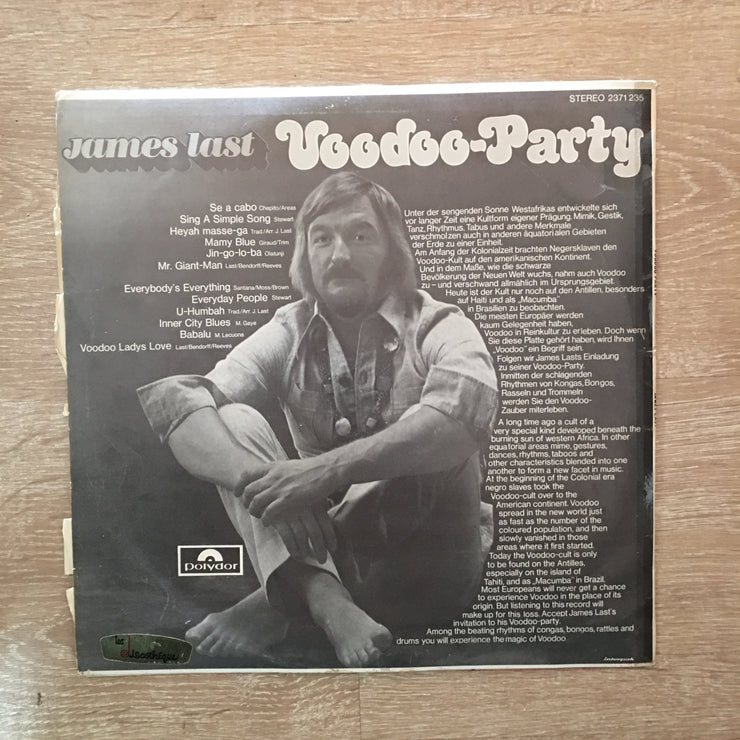 STEREO 2371 235
James last Voodoo-Party
Se a cabo Chepito/Areas
Sing A Simple Song Stewart
Heyah masse-ga Trad/Arr. J. Last
Mamy Blue Giraud/Trim
Jin-go-lo-ba Olatunji
Mr. Giant-Man Last/Bendorff/Reeves
Everybody's Everything Santana/Moss/Brown
Everyday People Stewart
U-Humbah Trad./Arr. J. Last
Inner City Blues M. Gaye
Babalu M. Lecuona
Voodoo Ladys Love Last/Bendorff/Reeves
Unter der sengenden Sonne Westafrikas entwickelte sich
vor langer Zeit eine Kultform eigener Prägung. Mimik, Gestik,
Tanz, Rhythmus, Tabus und andere Merkmale
verschmolzen auch in anderen äquatorialen Gebieten
der Erde zu einer Einheit.
Am Anfang der Kolonialzeit brachten Negersklaven den
Voodoo-Kult auf den amerikanischen Kontinent.
Und in dem Maße, wie die schwarze
Bevölkerung der Neuen Welt wuchs, nahm auch Voodoo
zu – und verschwand allmählich im Ursprungsgebiet.
Heute ist der Kult nur noch auf den Antillen, besonders
auf Haiti und als „Macumba"
in Brasilien zu beobachten.
Die meisten Europäer werden
kaum Gelegenheit haben,
Voodoo in Reinkultur zu erleben. Doch wenn
Sie diese Platte gehört haben, wird Ihnen
„Voodoo" ein Begriff sein.
Folgen wir James Lasts Einladung
zu seiner Voodoo-Party.
Inmitten der schlagenden
Rhythmen von Kongas, Bongos,
Rasseln und Trommeln
werden Sie den Voodoo-
Zauber miterleben.
A long time ago a cult of a
very special kind developed beneath the
burning sun of western Africa. In other
equatorial areas mime, gestures,
dances, rhythms, taboos and
other characteristics blended into one
another to form a new facet in music.
At the beginning of the Colonial era
negro slaves took the
Voodoo-cult over to the
American continent. Voodoo
spread in the new world just
as fast as the number of the
coloured population, and then
slowly vanished in those
areas where it first started.
Today the Voodoo-cult is only
to be found on the Antilles,
especially on the island of
Tahiti, and as „Macumba" in Brazil.
Most Europeans will never get a chance
to experience Voodoo in the place of its
origin. But listening to this record will
make up for this loss. Accept James Last's
invitation to his Voodoo-party.
Among the beating rhythms of congas, bongos, rattles and
drums you will experience the magic of Voodoo
Polydor